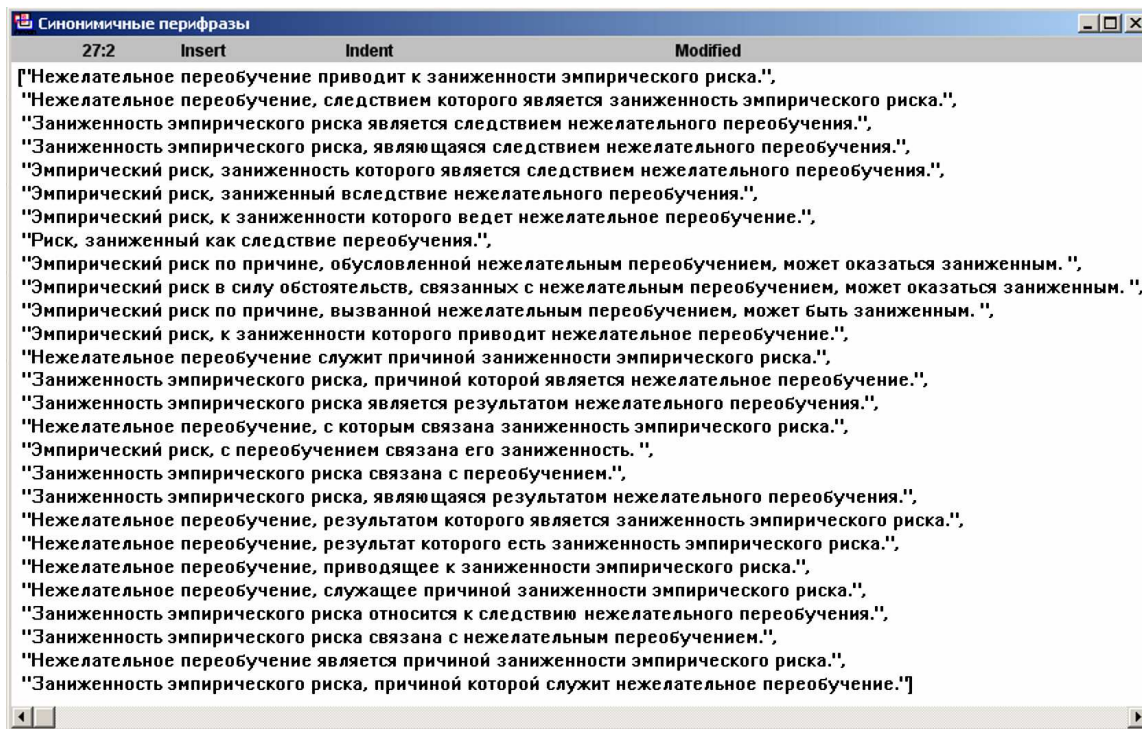 Синонимичные перифразы
27:2 Insert Indent Modified
["Нежелательное переобучение приводит к заниженности эмпирического риска.",
"Нежелательное переобучение, следствием которого является заниженность эмпирического риска.",
"Заниженность эмпирического риска является следствием нежелательного переобучения.",
"Заниженность эмпирического риска, являющаяся следствием нежелательного переобучения.",
"Эмпирический риск, заниженность которого является следствием нежелательного переобучения.",
"Эмпирический риск, заниженный вследствие нежелательного переобучения.",
"Эмпирический риск, к заниженности которого ведет нежелательное переобучение.",
"Риск, заниженный как следствие переобучения.",
"Эмпирический риск по причине, обусловленной нежелательным переобучением, может оказаться заниженным. ",
"Эмпирический риск в силу обстоятельств, связанных с нежелательным переобучением, может оказаться заниженным. ",
"Эмпирический риск по причине, вызванной нежелательным переобучением, может быть заниженным. ",
"Эмпирический риск, к заниженности которого приводит нежелательное переобучение.",
"Нежелательное переобучение служит причиной заниженности эмпирического риска.",
"Заниженность эмпирического риска, причиной которой является нежелательное переобучение.",
"Заниженность эмпирического риска является результатом нежелательного переобучения.",
"Нежелательное переобучение, с которым связана заниженность эмпирического риска.",
"Эмпирический риск, с переобучением связана его заниженность. ",
"Заниженность эмпирического риска связана с переобучением.",
"Заниженность эмпирического риска, являющаяся результатом нежелательного переобучения.",
"Нежелательное переобучение, результатом которого является заниженность эмпирического риска.",
"Нежелательное переобучение, результат которого есть заниженность эмпирического риска.",
"Нежелательное переобучение, приводящее к заниженности эмпирического риска.",
"Нежелательное переобучение, служащее причиной заниженности эмпирического риска.",
"Заниженность эмпирического риска относится к следствию нежелательного переобучения.",
"Заниженность эмпирического риска связана с нежелательным переобучением.",
"Нежелательное переобучение является причиной заниженности эмпирического риска.",
"Заниженность эмпирического риска, причиной которой служит нежелательное переобучение."]